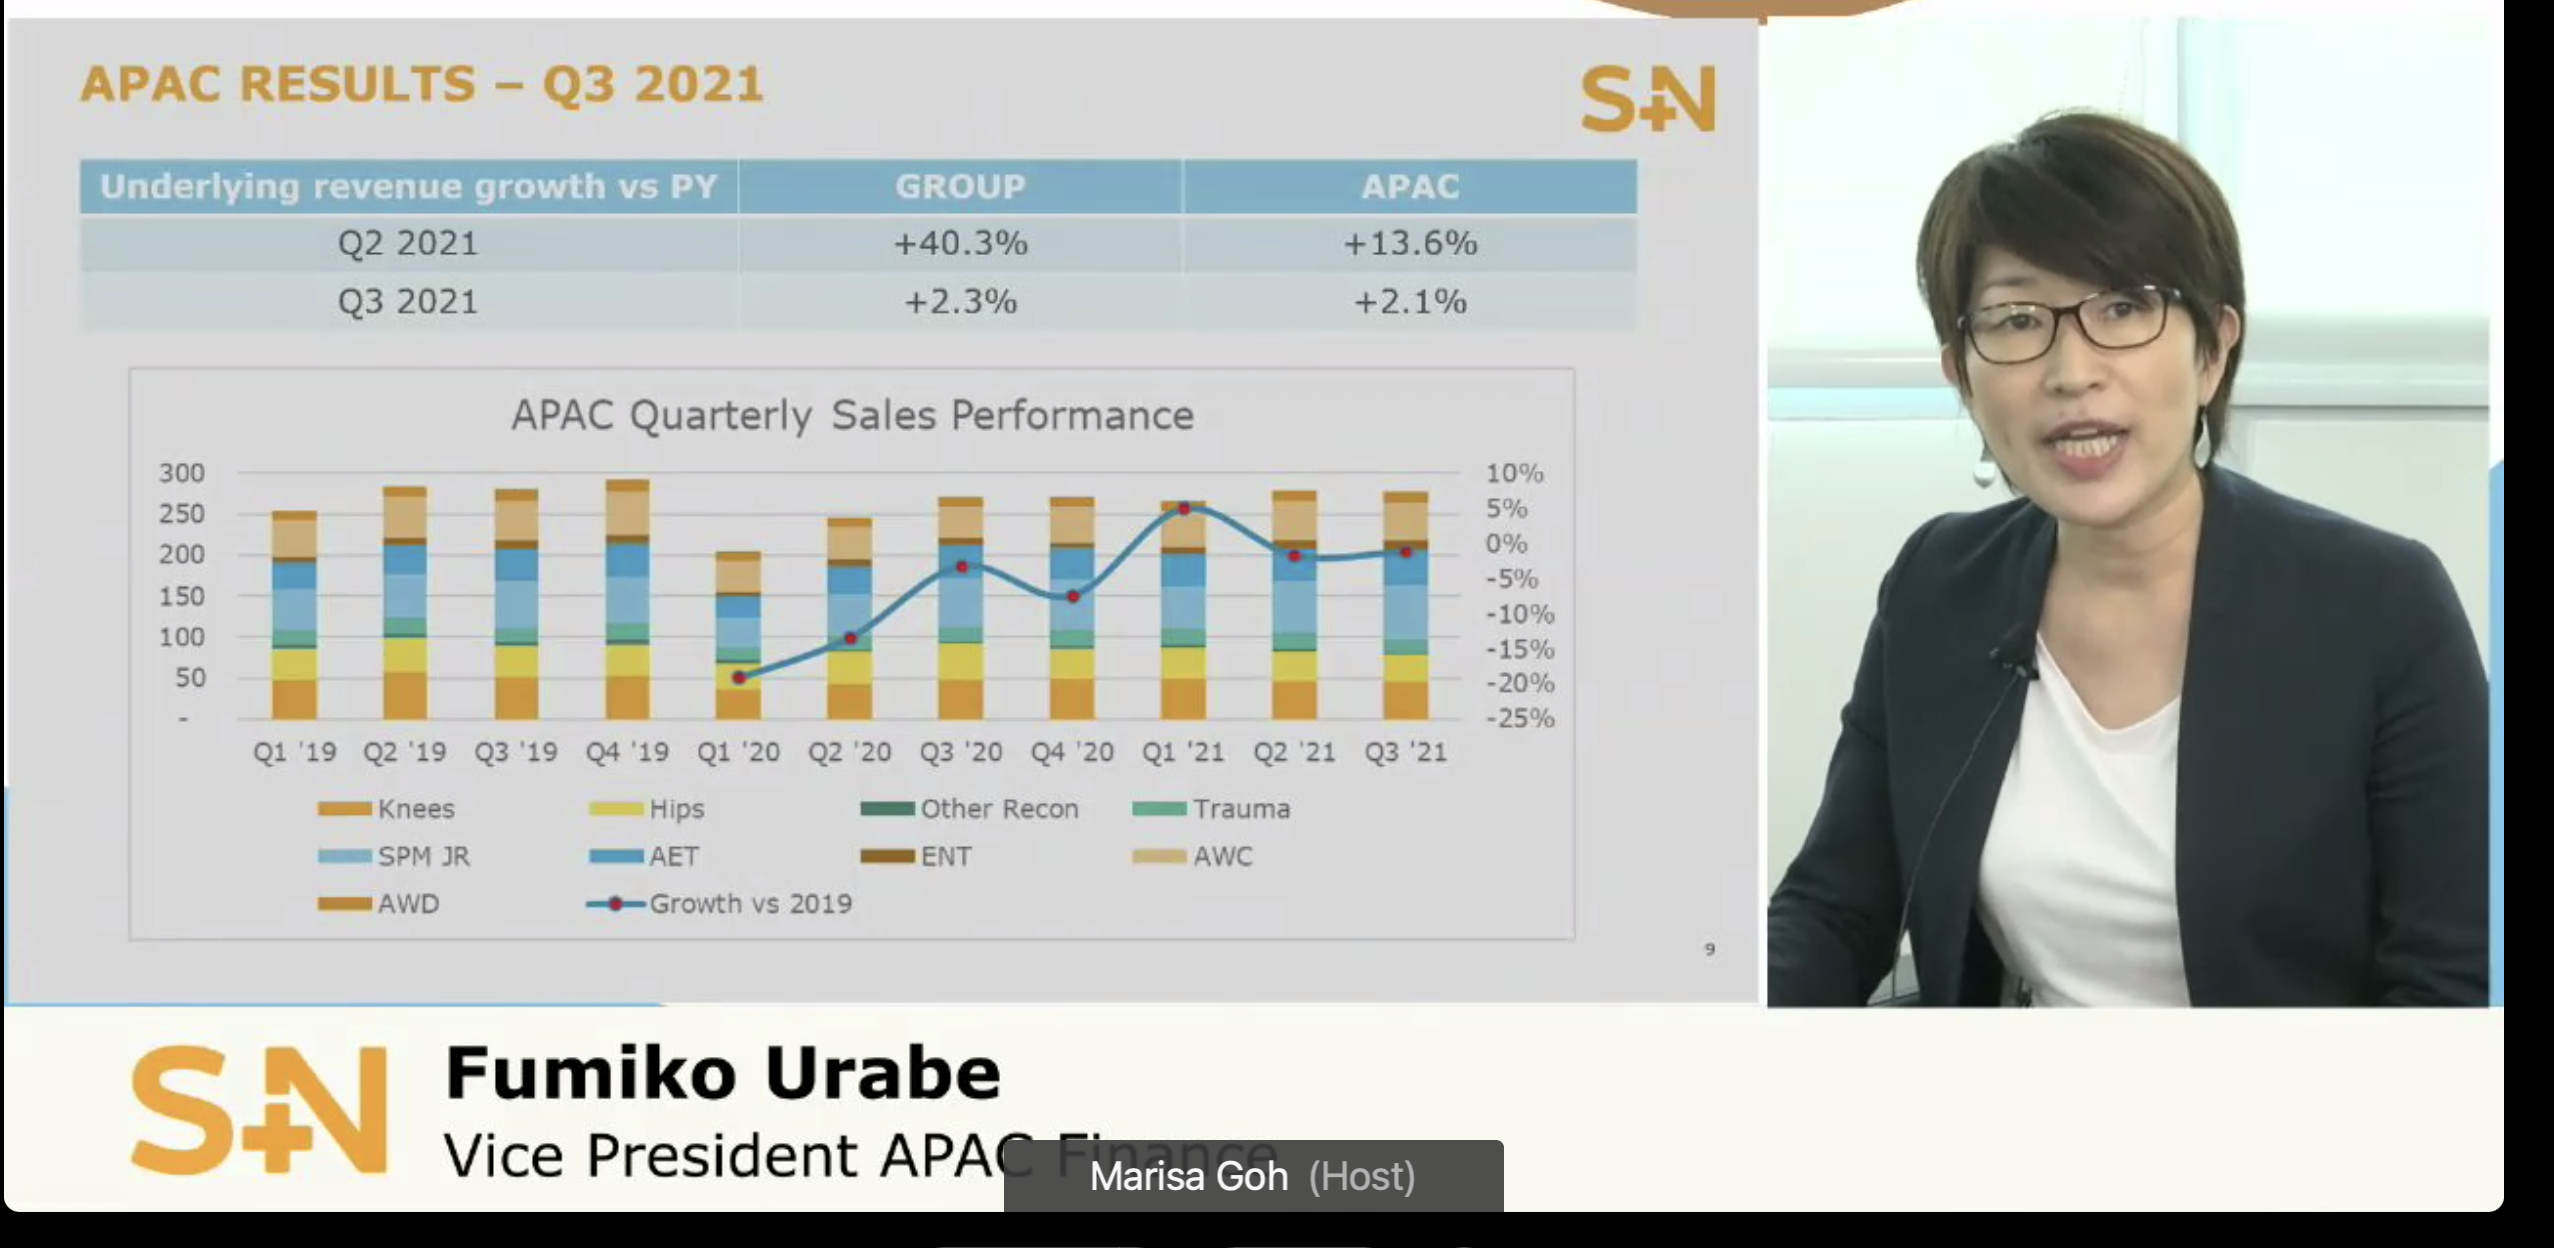 APAC RESULTS – Q3 2021
S+N
Underlying revenue growth vs PY GROUP APAC
Q2 2021 +40.3% +13.6%
Q3 2021 +2.3% +2.1%
APAC Quarterly Sales Performance
300 10%
250 5%
200 0%
150 -5%
100 -10%
50 -15%
- -20%
-25%
Q1 '19 Q2 '19 Q3 '19 Q4 '19 Q1 '20 Q2 '20 Q3 '20 Q4 '20 Q1 '21 Q2 '21 Q3 '21
Knees Hips Other Recon Trauma
SPM JR AET ENT AWC
AWD Growth vs 2019
9
S+N
Fumiko Urabe
Vice President APAC Finance
Marisa Goh (Host)